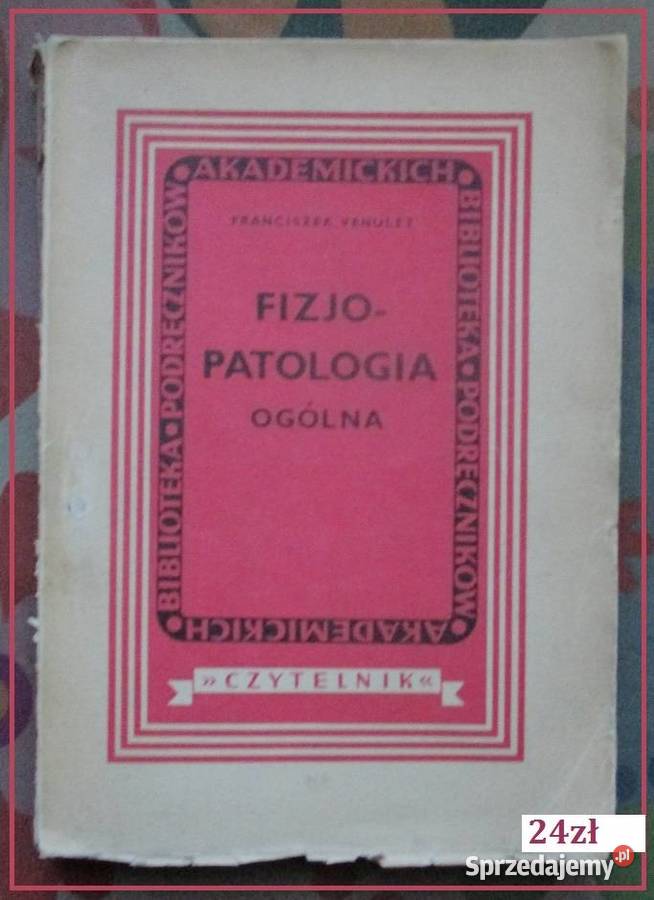 BIBLIOTEKA • PODRĘCZNIKÓW •
AKADEMICKICH •
BIBLIOTEKA • PODRĘCZNIKÓW •
AKADEMICKICH •
FRANCISZEK VENULET
FIZJO-
PATOLOGIA
OGÓLNA
»CZYTELNIK«
24zł
Sprzedajemy.pl